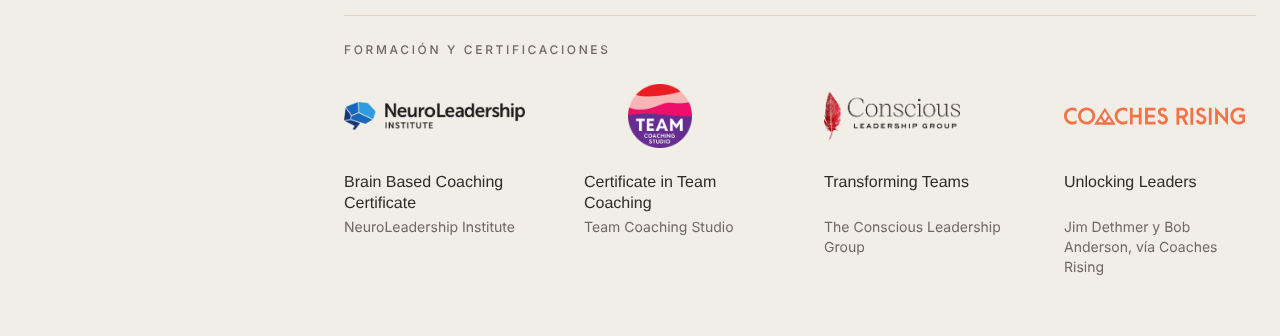 FORMACIÓN Y CERTIFICACIONES
NeuroLeadership
INSTITUTE
TEAM
COACHING
STUDIO
Conscious
LEADERSHIP GROUP
COACHES RISING
Brain Based Coaching
Certificate
NeuroLeadership Institute
Certificate in Team
Coaching
Team Coaching Studio
Transforming Teams
The Conscious Leadership
Group
Unlocking Leaders
Jim Dethmer y Bob
Anderson, vía Coaches
Rising